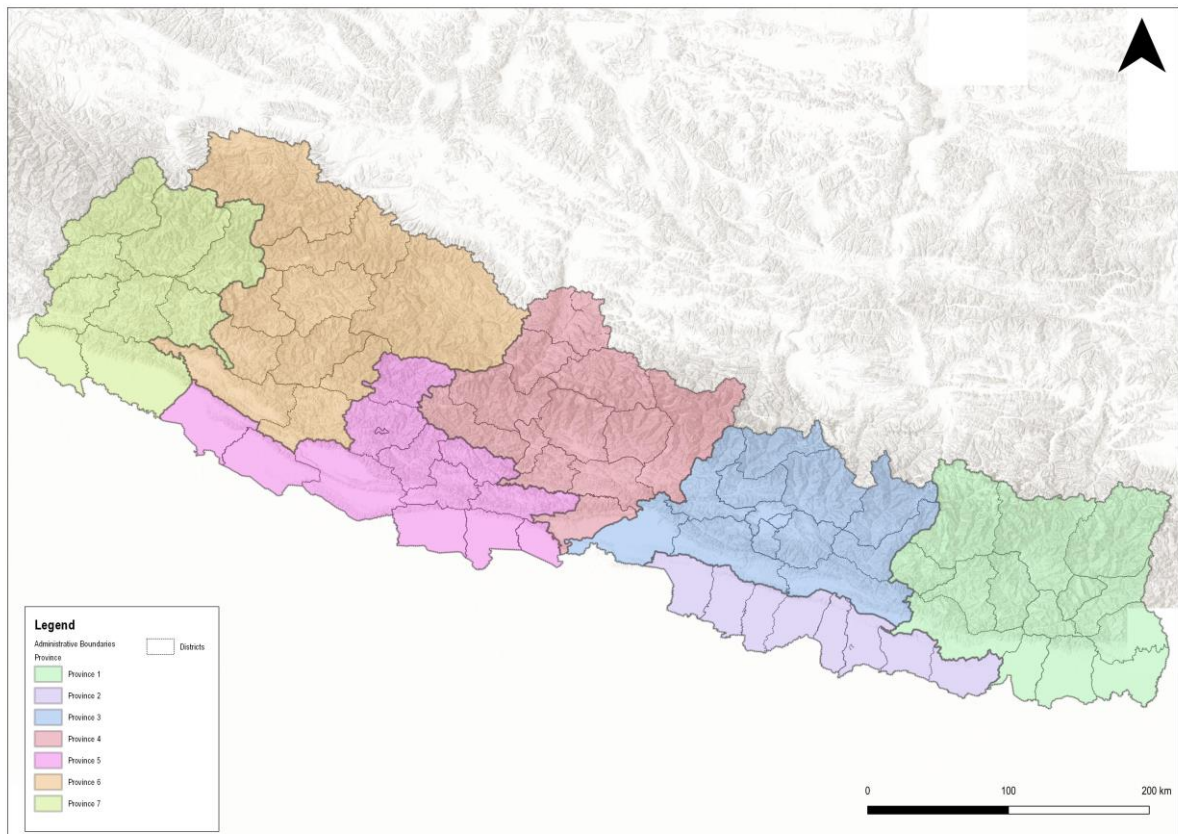 Legend
Administrative Boundaries
Province
Districts
Province 1
Province 2
Province 3
Province 4
Province 5
Province 6
Province 7
0 100 200 km